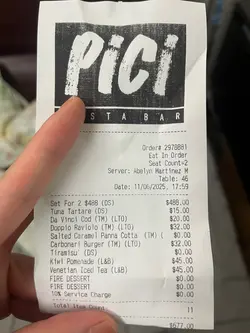 PiCi
STA BAR
Order# 2970881
Eat In Order
Seat Count=2
Server: Abelyn Martinez M
Table: 46
Date: 11/06/2025, 17:59
Set For 2 $488 (DS) $488.00
Tuna Tartare (DS) $15.00
Da Vinci Cod (TM) (LTO) $20.00
Doppio Raviolo (TM) (LTO) $32.00
Salted Caramel Panna Cotta (TM) ( $0.00
Carbonari Burger (TM) (LTO) $32.00
Tiramisu (DS) $0.00
Kiwi Pomonade (L&B) $45.00
Venetian Iced Tea (L&B) $45.00
FIRE DESSERT $0.00
FIRE DESSERT $0.00
10% Service Charge $0.00
11
$677.00